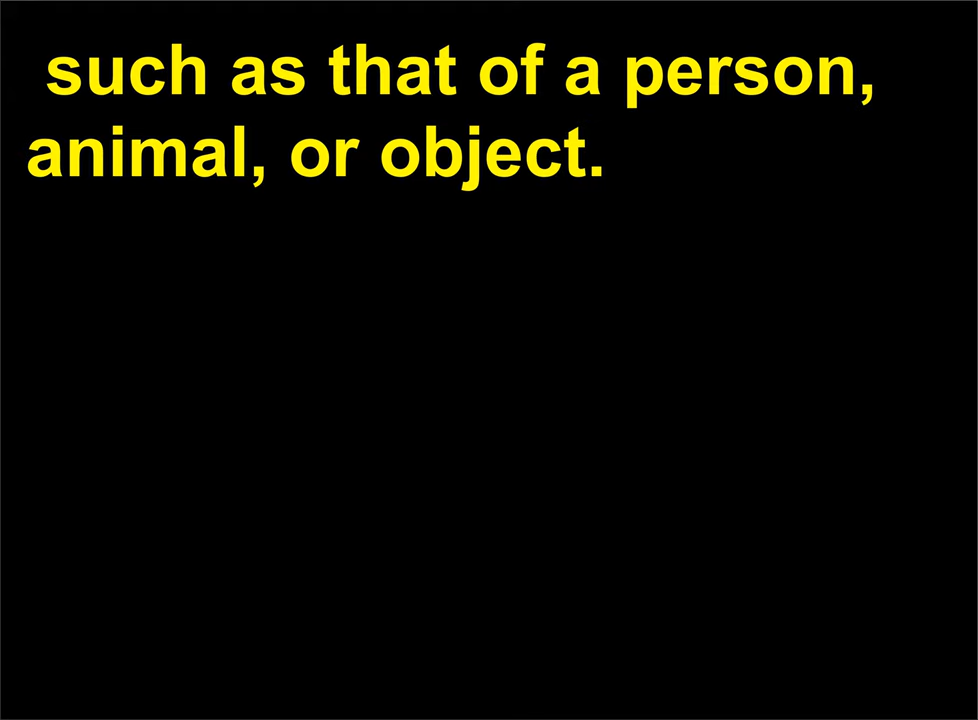 such as that of a person,
animal, or object.